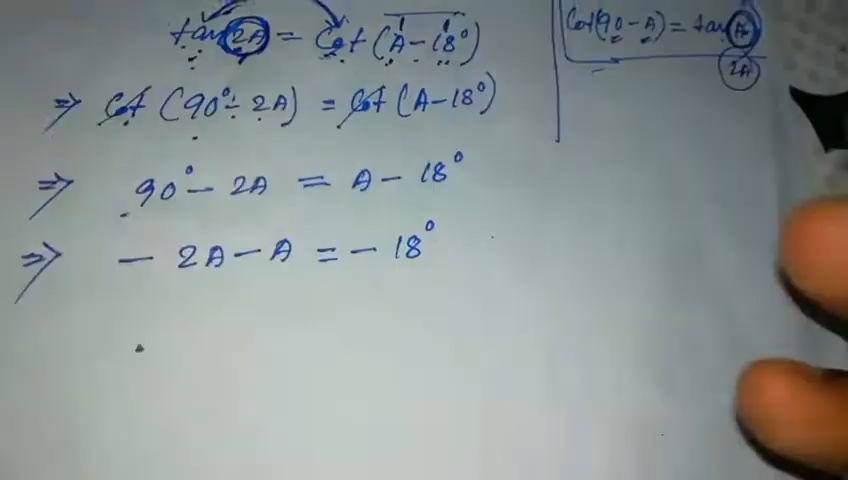 tan 2A = Cot (A - 18°)
Cot (90 - A) = tan A
2A
⇒ Cot (90° - 2A) = Cot (A - 18°)
⇒ 90° - 2A = A - 18°
⇒ - 2A - A = - 18°